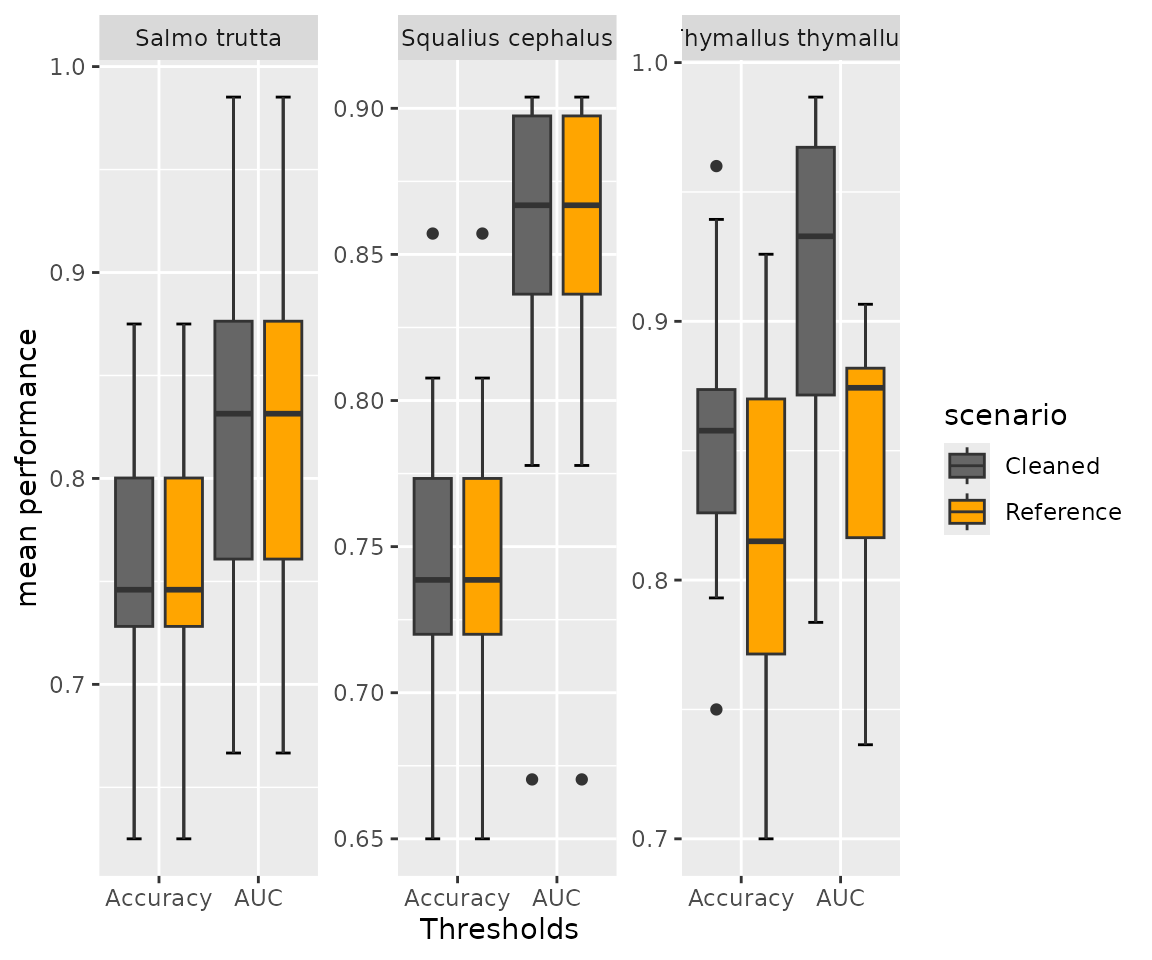 Salmo trutta
Squalius cephalus
Thymallus thymallu
1.0
0.9
0.8
0.7
0.90
0.85
0.80
0.75
0.70
0.65
1.0
0.9
0.8
0.7
mean performance
Accuracy AUC
Accuracy AUC
Accuracy AUC
Thresholds
scenario
Cleaned
Reference